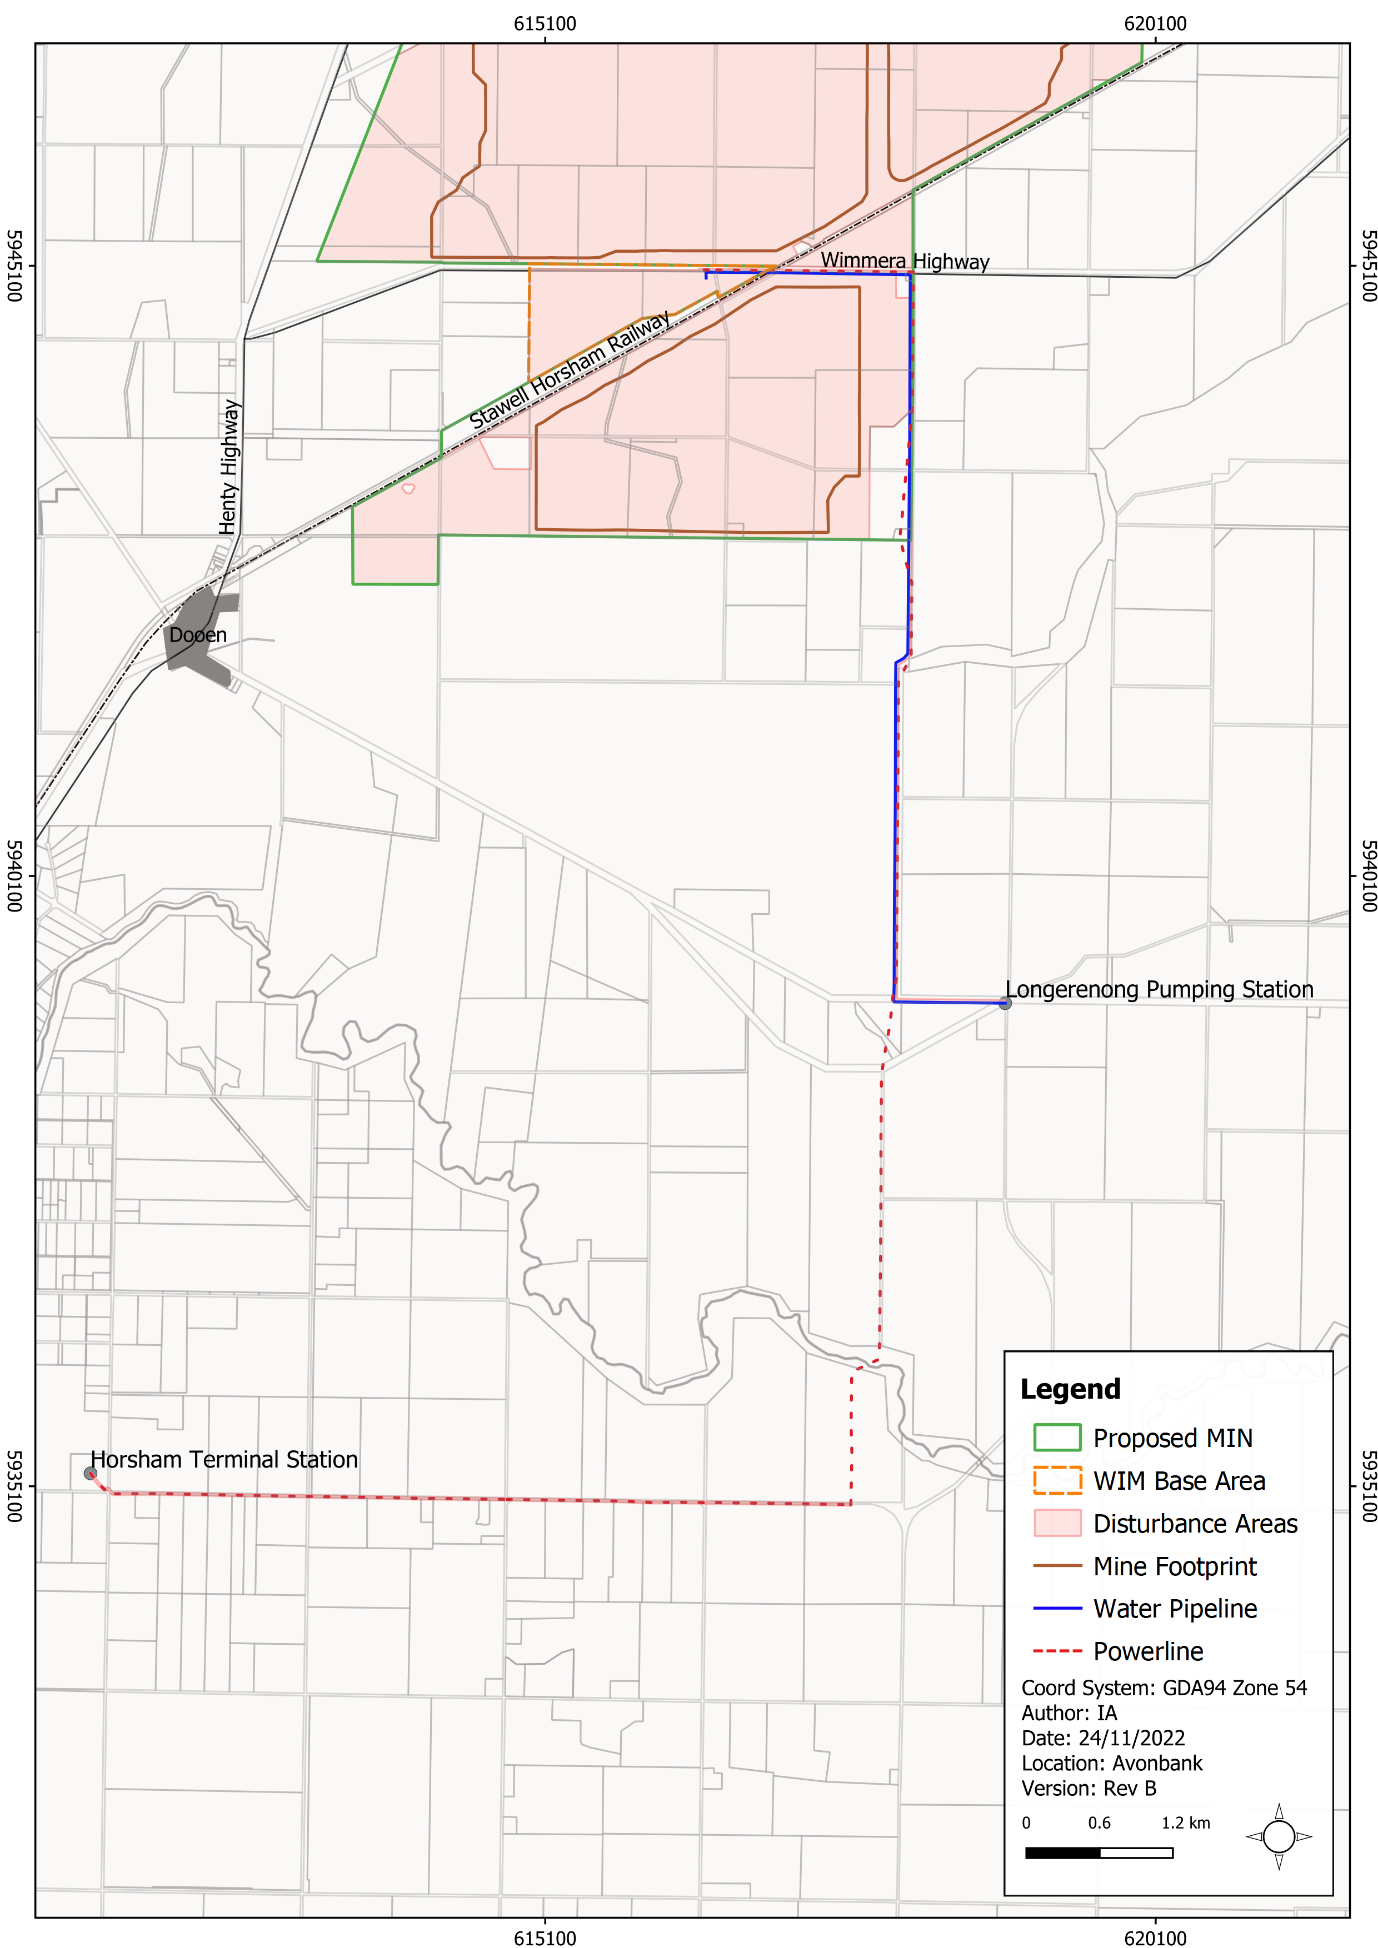 615100
620100
5945100
5945100
Wimmera Highway
Stawell Horsham Railway
Henty Highway
Dooen
5940100
5940100
Longerenong Pumping Station
Horsham Terminal Station
5935100
5935100
Legend
Proposed MIN
WIM Base Area
Disturbance Areas
Mine Footprint
Water Pipeline
Powerline
Coord System: GDA94 Zone 54
Author: IA
Date: 24/11/2022
Location: Avonbank
Version: Rev B
0 0.6 1.2 km
615100
620100